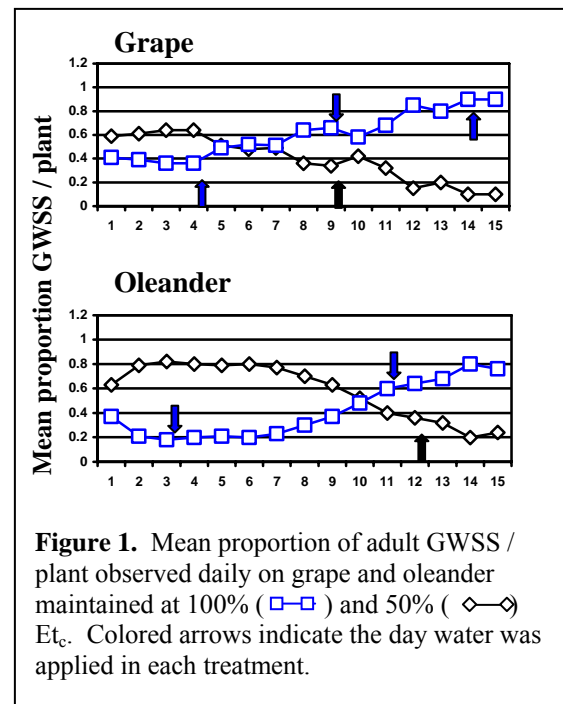 Grape
1.2
1
0.8
0.6
0.4
0.2
0
1 2 3 4 5 6 7 8 9 10 11 12 13 14 15
Mean proportion GWSS / plant
Oleander
1.2
1
0.8
0.6
0.4
0.2
0
1 2 3 4 5 6 7 8 9 10 11 12 13 14 15
Figure 1. Mean proportion of adult GWSS /
plant observed daily on grape and oleander
maintained at 100% ( ) and 50% ( )
Etc. Colored arrows indicate the day water was
applied in each treatment.